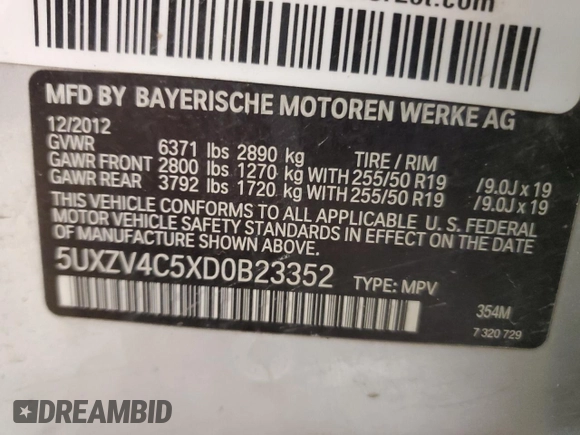 MFD BY BAYERISCHE MOTOREN WERKE AG
12/2012
GVWR 6371 lbs 2890 kg TIRE / RIM
GAWR FRONT 2800 lbs 1270 kg WITH 255/50 R19 /9.0J x 19
GAWR REAR 3792 lbs 1720 kg WITH 255/50 R19 /9.0J x 19
THIS VEHICLE CONFORMS TO ALL APPLICABLE U. S. FEDERAL
MOTOR VEHICLE SAFETY STANDARDS IN EFFECT ON THE
DATE OF MANUFACTURE SHOWN ABOVE.
5UXZV4C5XD0B23352 TYPE: MPV
354M
7 320 729
DREAMBID